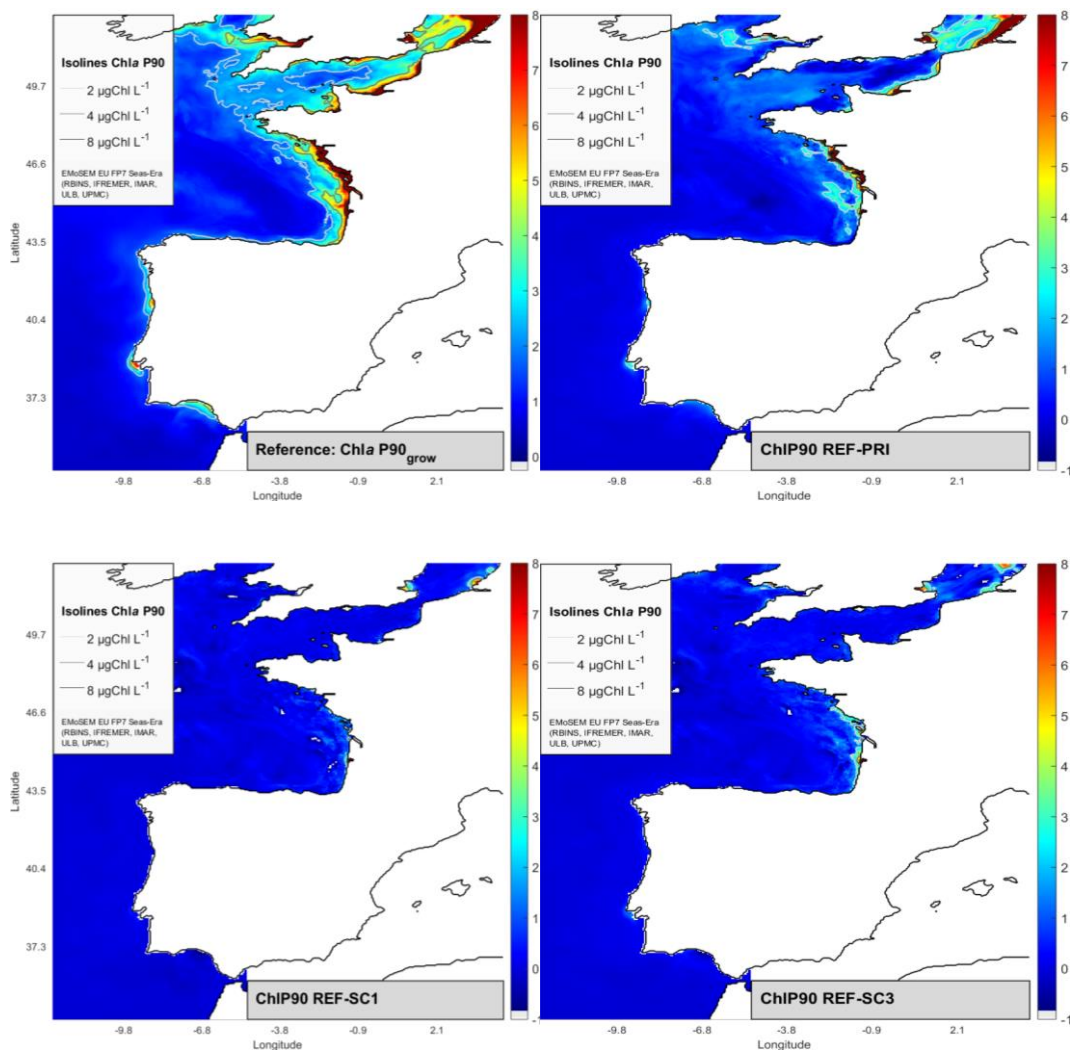 Isolines Chla P90
2 µgChl L-1
4 µgChl L-1
8 µgChl L-1
EMoSEM EU FP7 Seas-Era
(RBINS, IFREMER, IMAR,
ULB, UPMC)
Reference: Chla P90grow
Latitude
49.7
46.6
43.5
40.4
37.3
-9.8 -6.8 -3.8 -0.9 2.1
Longitude
8
7
6
5
4
3
2
1
0
Isolines Chla P90
2 µgChl L-1
4 µgChl L-1
8 µgChl L-1
EMoSEM EU FP7 Seas-Era
(RBINS, IFREMER, IMAR,
ULB, UPMC)
ChlP90 REF-PRI
-9.8 -6.8 -3.8 -0.9 2.1
Longitude
8
7
6
5
4
3
2
1
0
-1
Isolines Chla P90
2 µgChl L-1
4 µgChl L-1
8 µgChl L-1
EMoSEM EU FP7 Seas-Era
(RBINS, IFREMER, IMAR,
ULB, UPMC)
ChlP90 REF-SC1
Latitude
49.7
46.6
43.5
40.4
37.3
-9.8 -6.8 -3.8 -0.9 2.1
Longitude
8
7
6
5
4
3
2
1
0
Isolines Chla P90
2 µgChl L-1
4 µgChl L-1
8 µgChl L-1
EMoSEM EU FP7 Seas-Era
(RBINS, IFREMER, IMAR,
ULB, UPMC)
ChlP90 REF-SC3
-9.8 -6.8 -3.8 -0.9 2.1
Longitude
8
7
6
5
4
3
2
1
0
-1